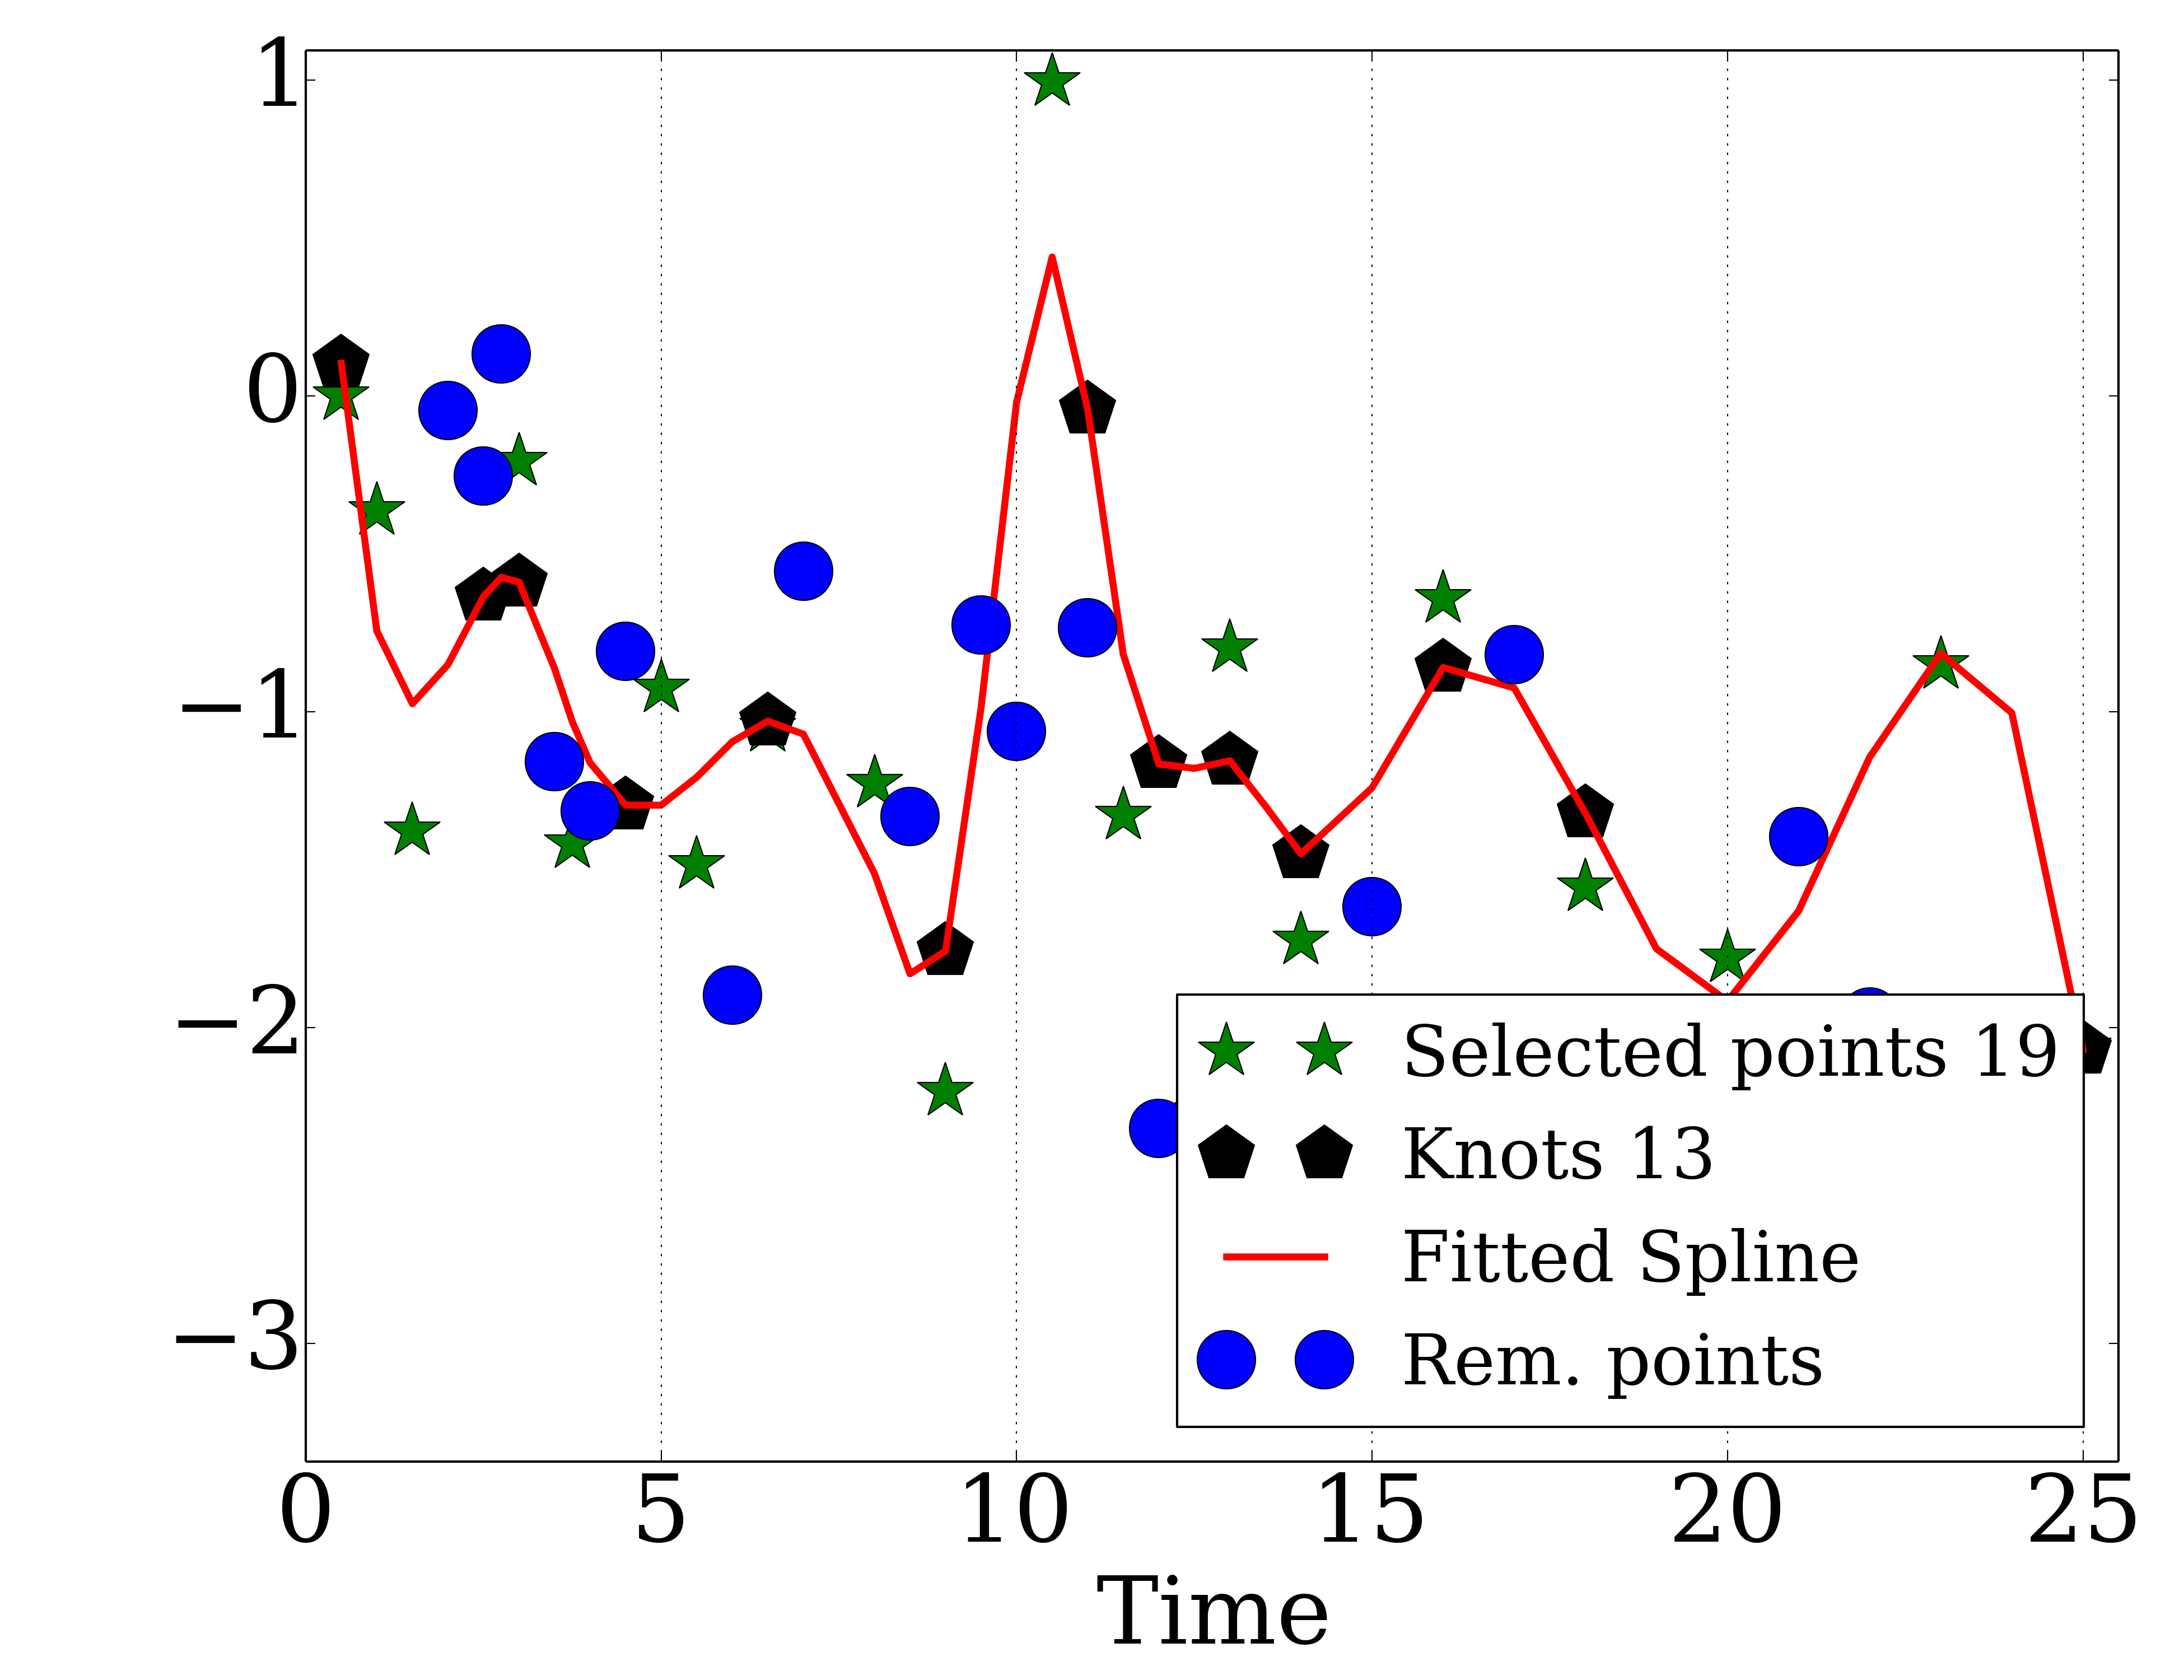 1
0
−1
−2
−3
0 5 10 15 20 25
Time
Selected points 19
Knots 13
Fitted Spline
Rem. points